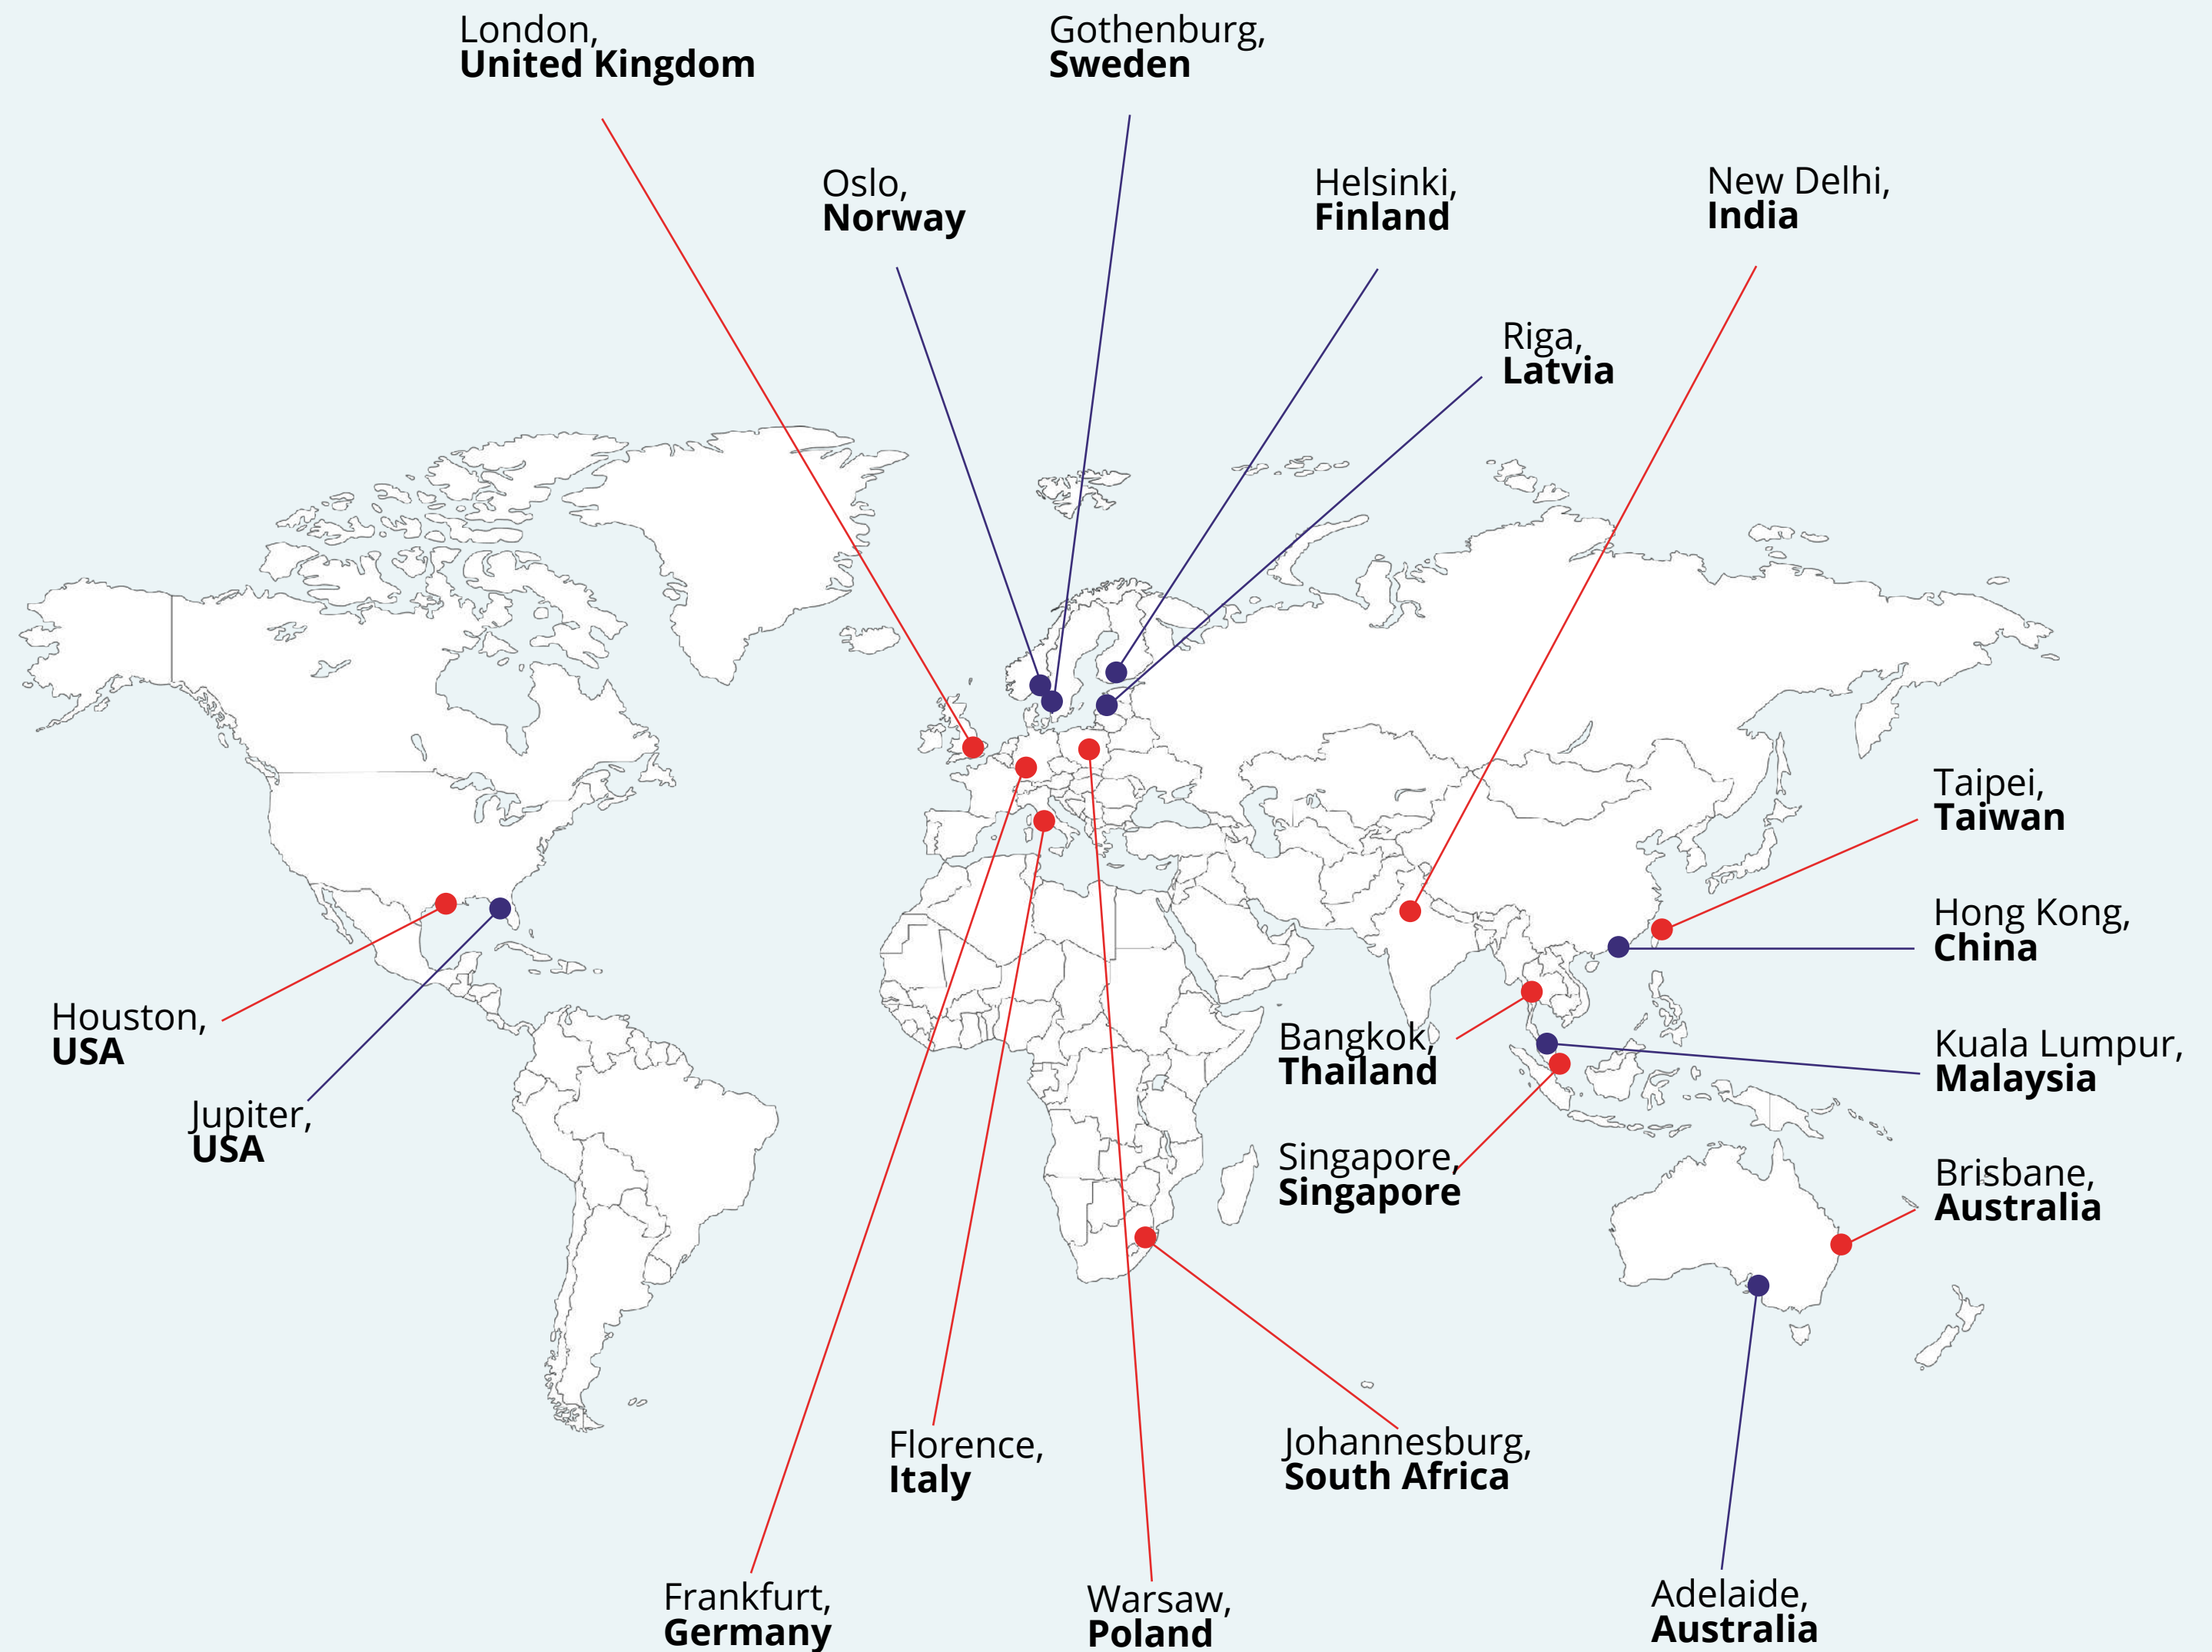 London,
United Kingdom
Gothenburg,
Sweden
Oslo,
Norway
Helsinki,
Finland
New Delhi,
India
Riga,
Latvia
Taipei,
Taiwan
Hong Kong,
China
Houston,
USA
Bangkok,
Thailand
Kuala Lumpur,
Malaysia
Jupiter,
USA
Singapore,
Singapore
Brisbane,
Australia
Florence,
Italy
Johannesburg,
South Africa
Frankfurt,
Germany
Warsaw,
Poland
Adelaide,
Australia